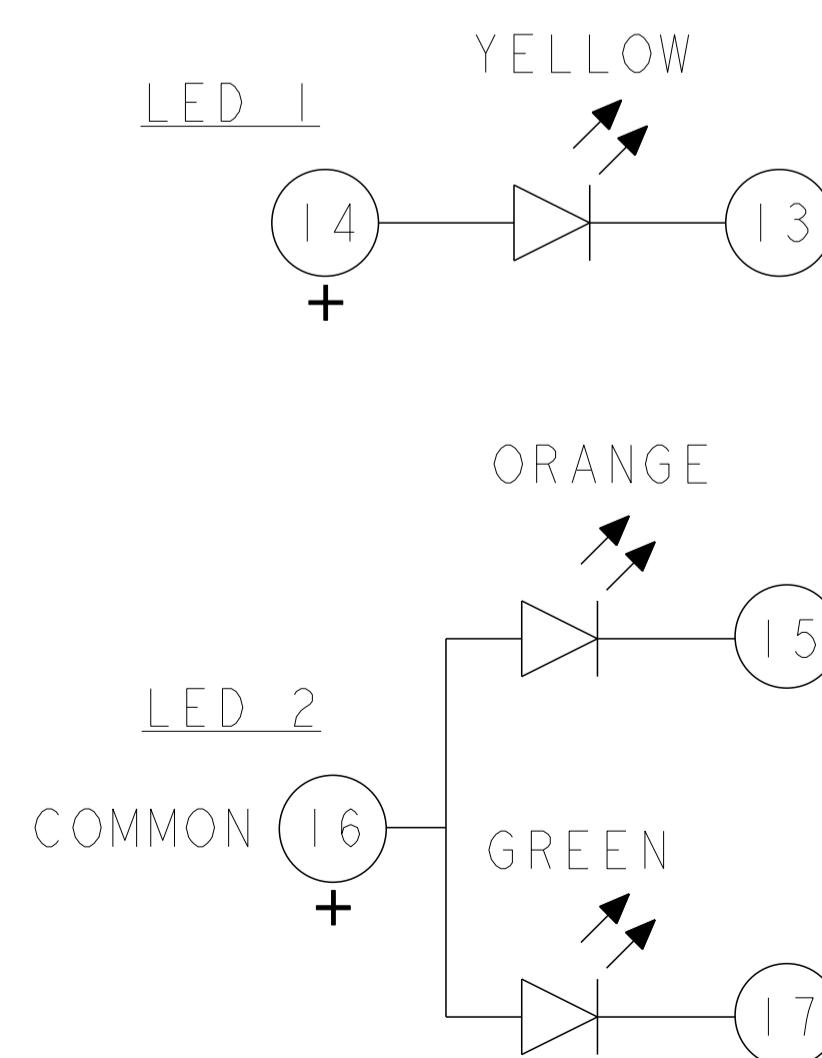 YELLOW
LED 1
14
13
+
ORANGE
15
LED 2
COMMON 16
GREEN
+
17